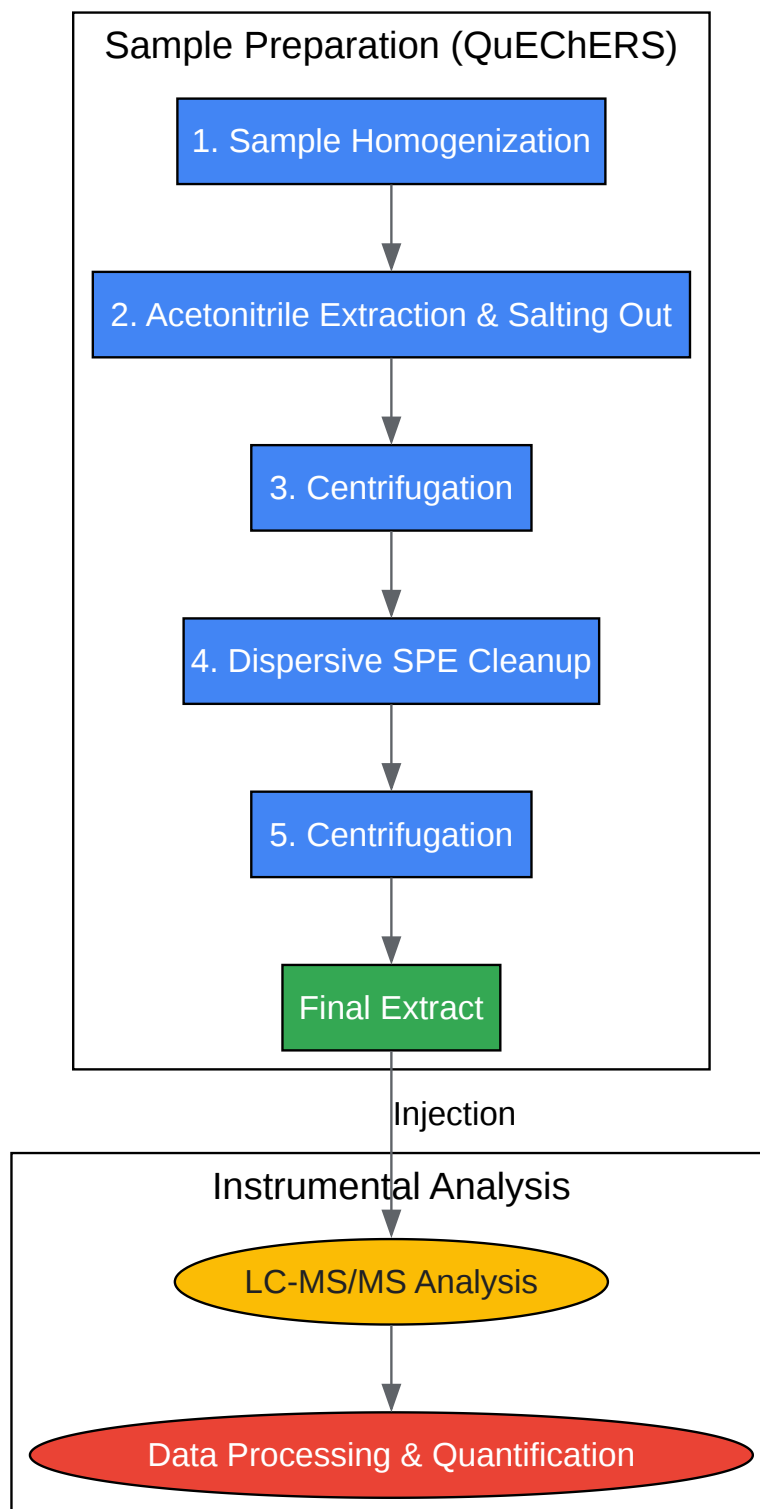 Sample Preparation (QuEChERS)
1. Sample Homogenization
2. Acetonitrile Extraction & Salting Out
3. Centrifugation
4. Dispersive SPE Cleanup
5. Centrifugation
Final Extract
Injection
Instrumental Analysis
LC-MS/MS Analysis
Data Processing & Quantification